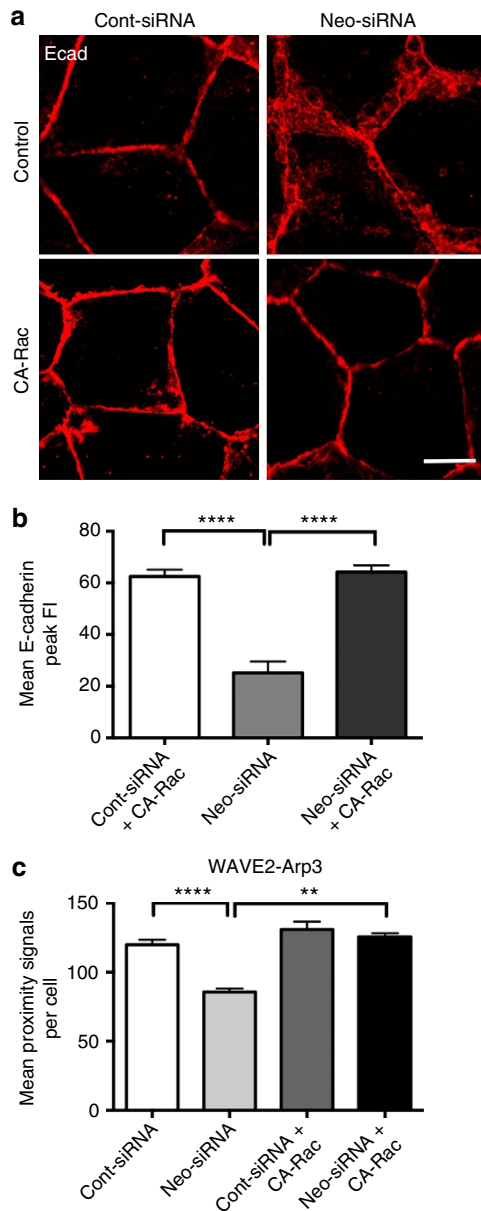 a
Cont-siRNA Neo-siRNA
Ecad
Control
CA-Rac
b
80
60
40
20
0
Mean E-cadherin
peak FI
**** ****
Cont-siRNA
+ CA-Rac
Neo-siRNA
Neo-siRNA
+ CA-Rac
c
WAVE2-Arp3
150
100
50
0
Mean proximity signals
per cell
**** **
Cont-siRNA
Neo-siRNA
Cont-siRNA +
CA-Rac
Neo-siRNA +
CA-Rac